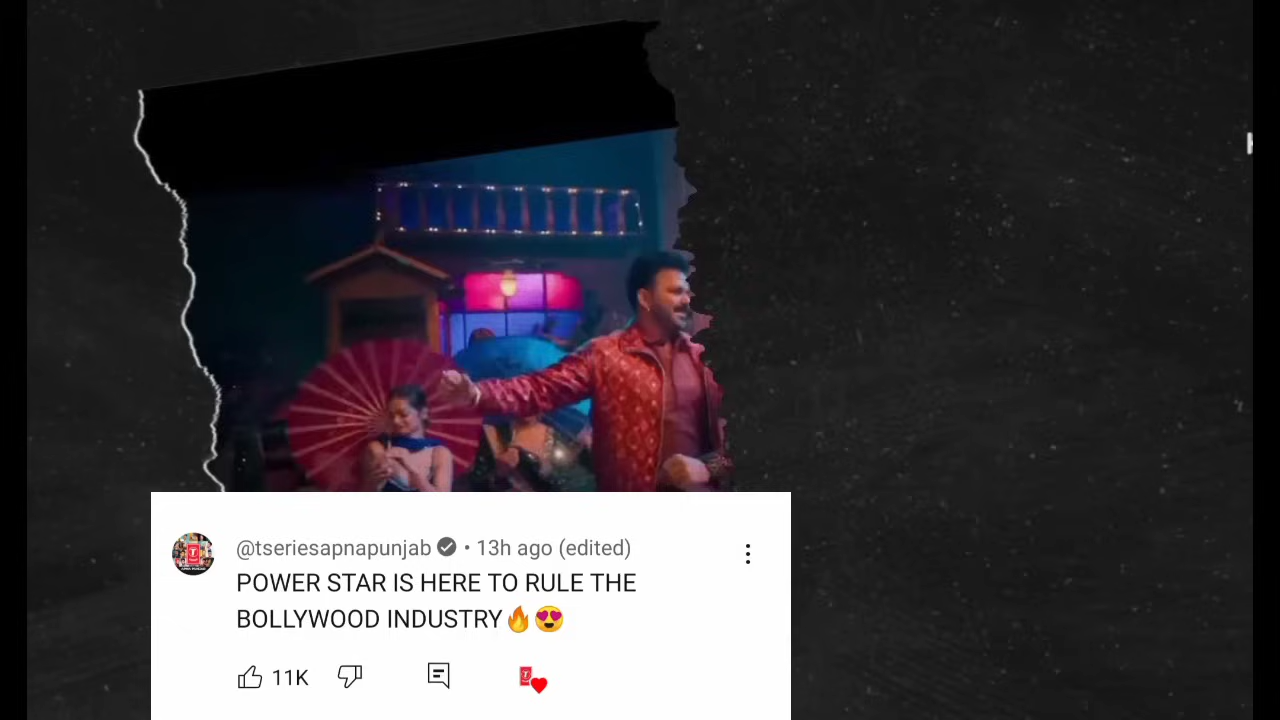 @tseriesapnapunjab • 13h ago (edited)
POWER STAR IS HERE TO RULE THE
BOLLYWOOD INDUSTRY🔥😍
11K